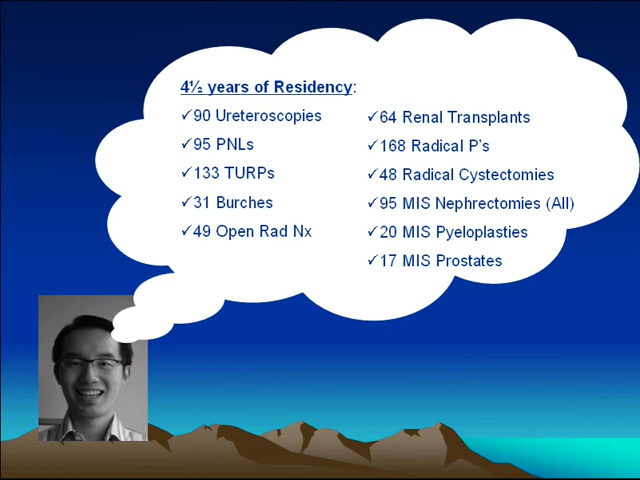 4½ years of Residency:
✓90 Ureteroscopies
✓95 PNLs
✓133 TURPs
✓31 Burches
✓49 Open Rad Nx
✓64 Renal Transplants
✓168 Radical P's
✓48 Radical Cystectomies
✓95 MIS Nephrectomies (All)
✓20 MIS Pyeloplasties
✓17 MIS Prostates